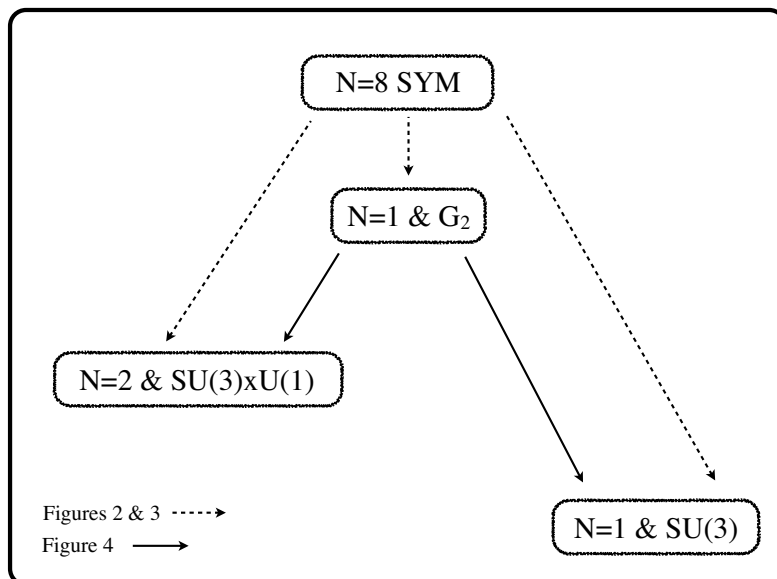 N=8 SYM
N=1 & G₂
N=2 & SU(3)xU(1)
N=1 & SU(3)
Figures 2 & 3
Figure 4